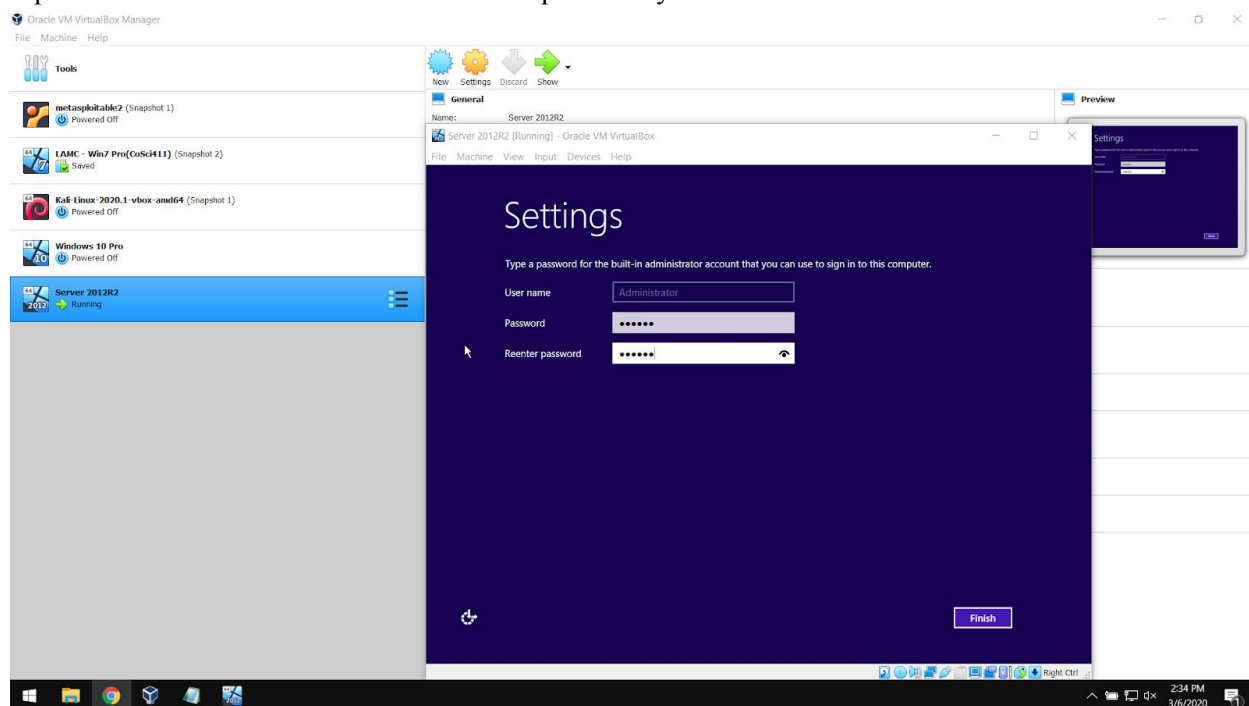 Oracle VM VirtualBox Manager
File Machine Help
Tools
New Settings Discard Show
metasploitable2 (Snapshot 1)
Powered Off
LAMC - Win7 Pro(CoSci411) (Snapshot 2)
Saved
Kali-Linux-2020.1-vbox-amd64 (Snapshot 1)
Powered Off
Windows 10 Pro
Powered Off
Server 2012R2
Running
General
Name: Server 2012R2
Preview
Server 2012R2 [Running] - Oracle VM VirtualBox
File Machine View Input Devices Help
Settings
Type a password for the built-in administrator account that you can use to sign in to this computer.
User name Administrator
Password ••••••
Reenter password ••••••
Finish
Right Ctrl
Settings
2:34 PM
3/6/2020